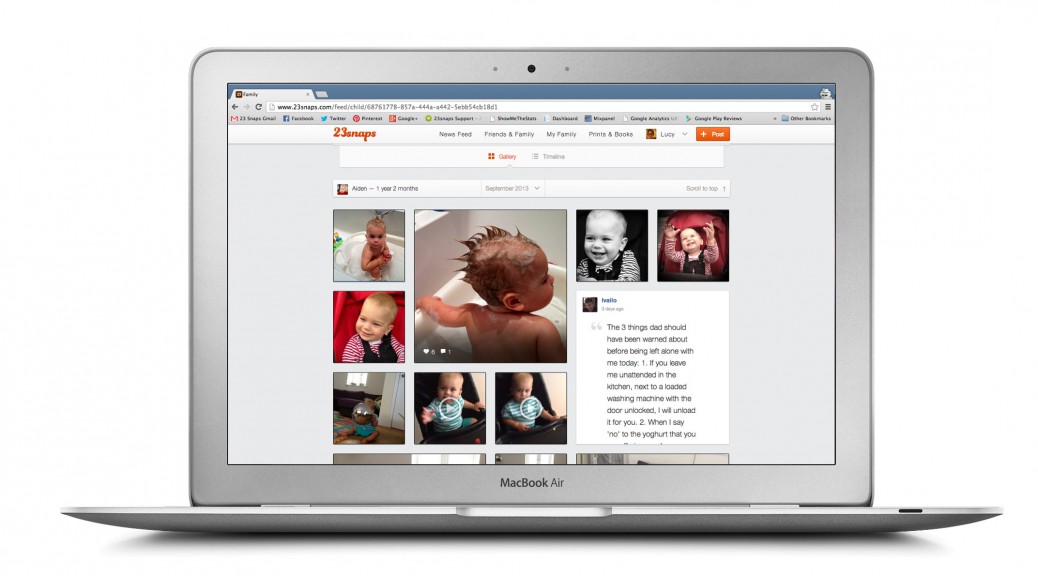 Family
www.23snaps.com/feed/child/68761778-857a-444a-a442-5ebb54cb18d1
23 Snaps Gmail Facebook Twitter Pinterest Google+ 23snaps Support ShowMeTheStats Dashboard Mixpanel Google Analytics Google Play Reviews » Other Bookmarks
23snaps News Feed Friends & Family My Family Prints & Books Lucy + Post
Gallery Timeline
Aiden — 1 year 2 months September 2013 Scroll to top ↑
Ivailo
3 days ago
“ The 3 things dad should
have been warned about
before being left alone with
me today: 1. If you leave
me unattended in the
kitchen, next to a loaded
washing machine with the
door unlocked, I will unload
it for you. 2. When I say
'no' to the yoghurt that you
6 1
MacBook Air